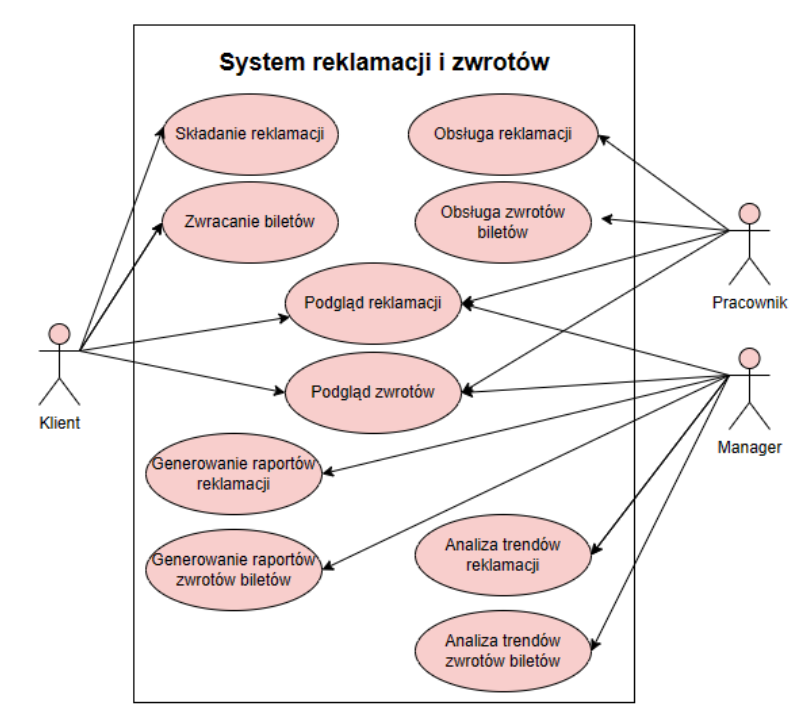 System reklamacji i zwrotów
Składanie reklamacji
Obsługa reklamacji
Zwracanie biletów
Obsługa zwrotów
biletów
Pracownik
Podgląd reklamacji
Klient
Podgląd zwrotów
Manager
Generowanie raportów
reklamacji
Generowanie raportów
zwrotów biletów
Analiza trendów
reklamacji
Analiza trendów
zwrotów biletów